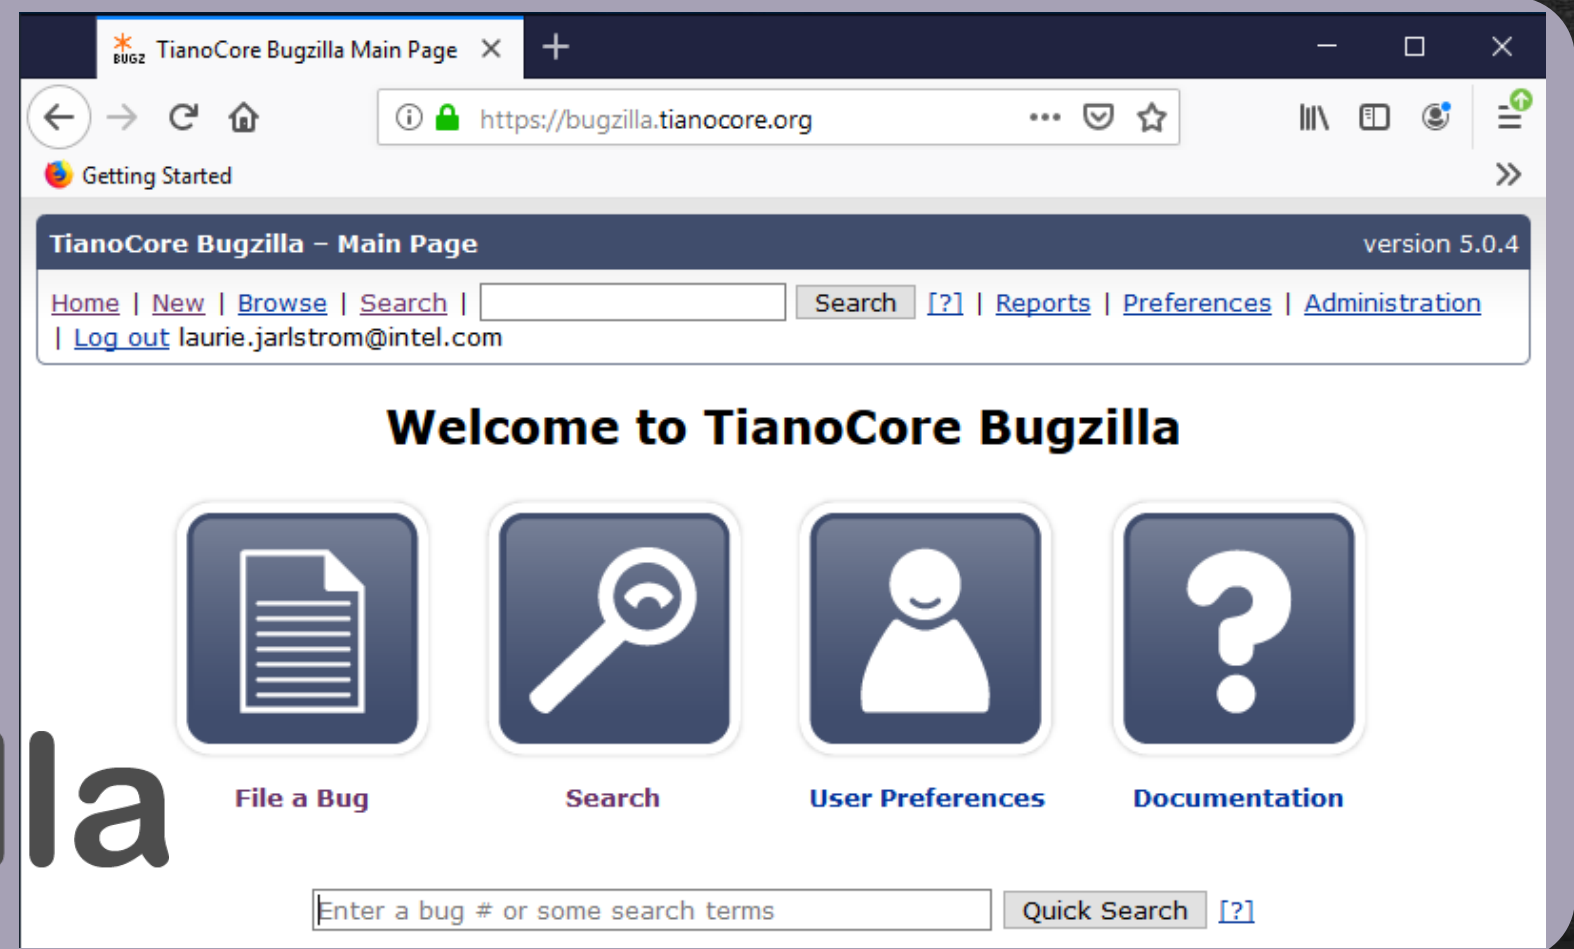 BUGZ TianoCore Bugzilla Main Page
https://bugzilla.tianocore.org
Getting Started
TianoCore Bugzilla – Main Page version 5.0.4
Home | New | Browse | Search | Search [?] | Reports | Preferences | Administration
| Log out laurie.jarlstrom@intel.com
Welcome to TianoCore Bugzilla
File a Bug Search User Preferences Documentation
lla
Enter a bug # or some search terms Quick Search [?]